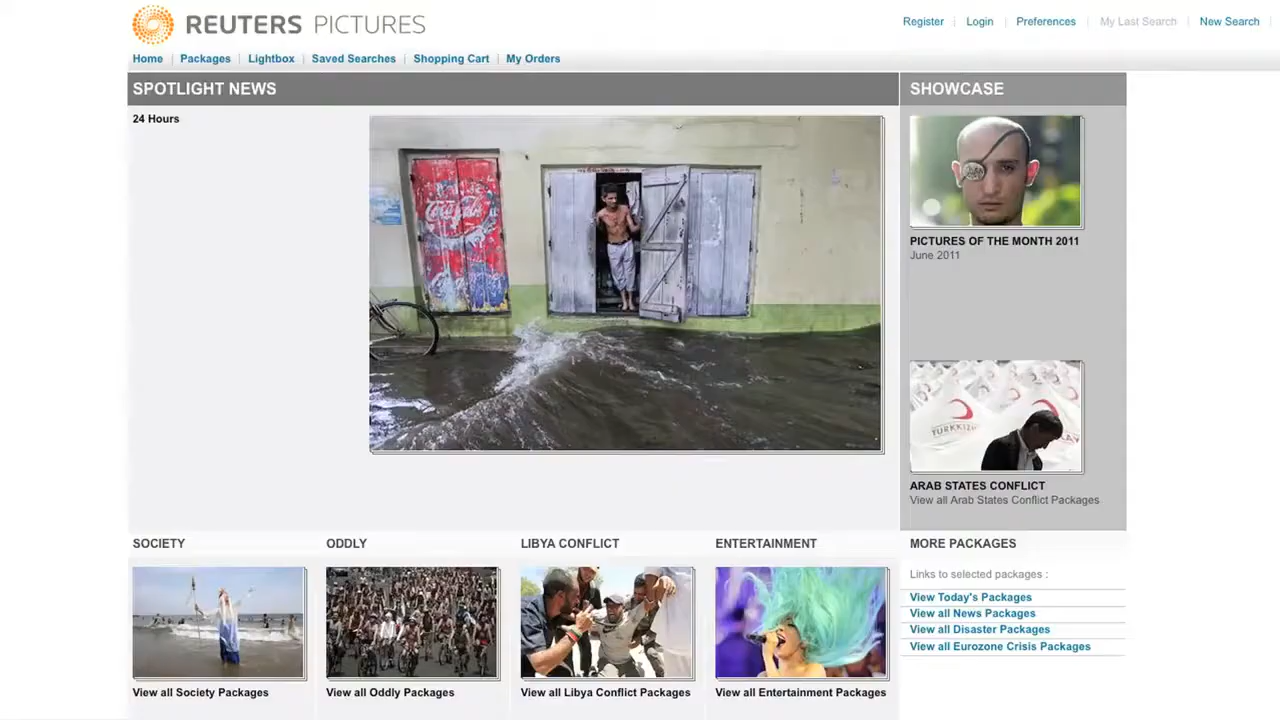 REUTERS PICTURES
Register
Login
Preferences
My Last Search
New Search
Home
Packages
Lightbox
Saved Searches
Shopping Cart
My Orders
SPOTLIGHT NEWS
SHOWCASE
24 Hours
Coca-Cola
PICTURES OF THE MONTH 2011
June 2011
ARAB STATES CONFLICT
View all Arab States Conflict Packages
SOCIETY
ODDLY
LIBYA CONFLICT
ENTERTAINMENT
MORE PACKAGES
Links to selected packages :
View Today's Packages
View all News Packages
View all Disaster Packages
View all Eurozone Crisis Packages
View all Society Packages
View all Oddly Packages
View all Libya Conflict Packages
View all Entertainment Packages